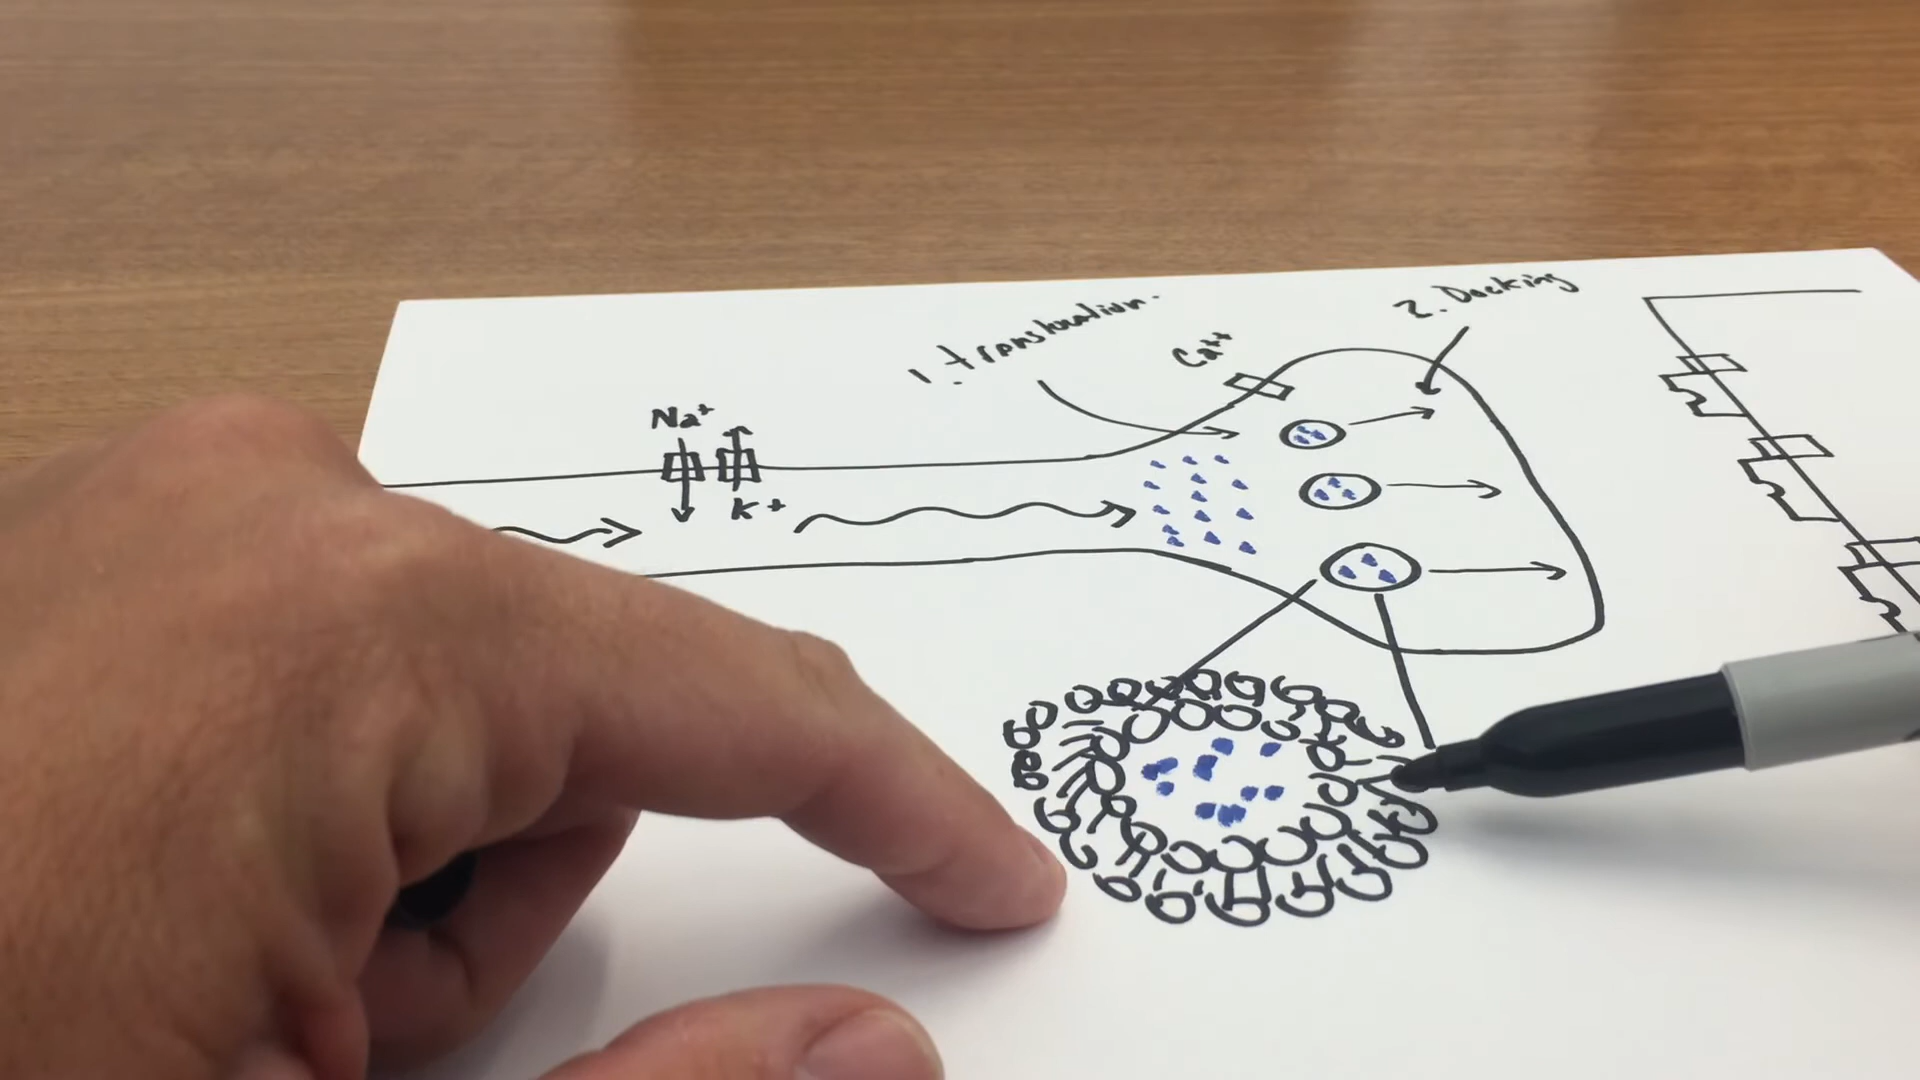 1. Translocation.
2. Docking
Ca++
Na+
K+